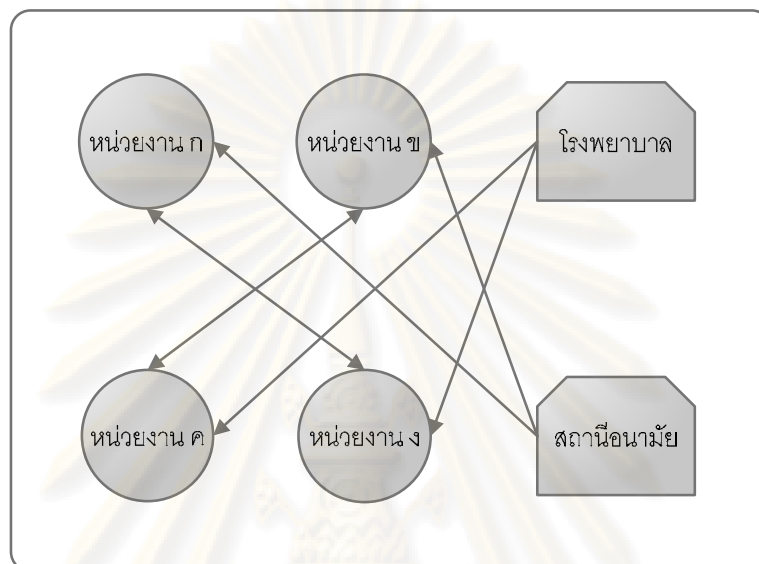 หน่วยงาน ก
หน่วยงาน ข
โรงพยาบาล
หน่วยงาน ค
หน่วยงาน ง
สถานีอนามัย